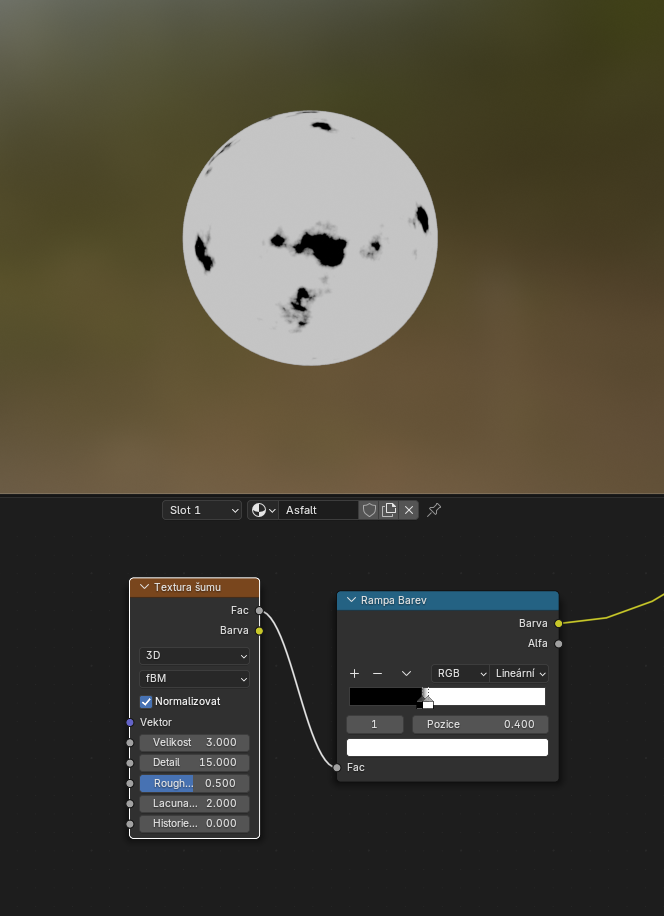 Slot 1
Asfalt
Textura šumu
Fac
Barva
3D
fBM
Normalizovat
Vektor
Velikost 3.000
Detail 15.000
Rough... 0.500
Lacuna... 2.000
Historie... 0.000
Rampa Barev
Barva
Alfa
RGB
Lineární
1
Pozice 0.400
Fac